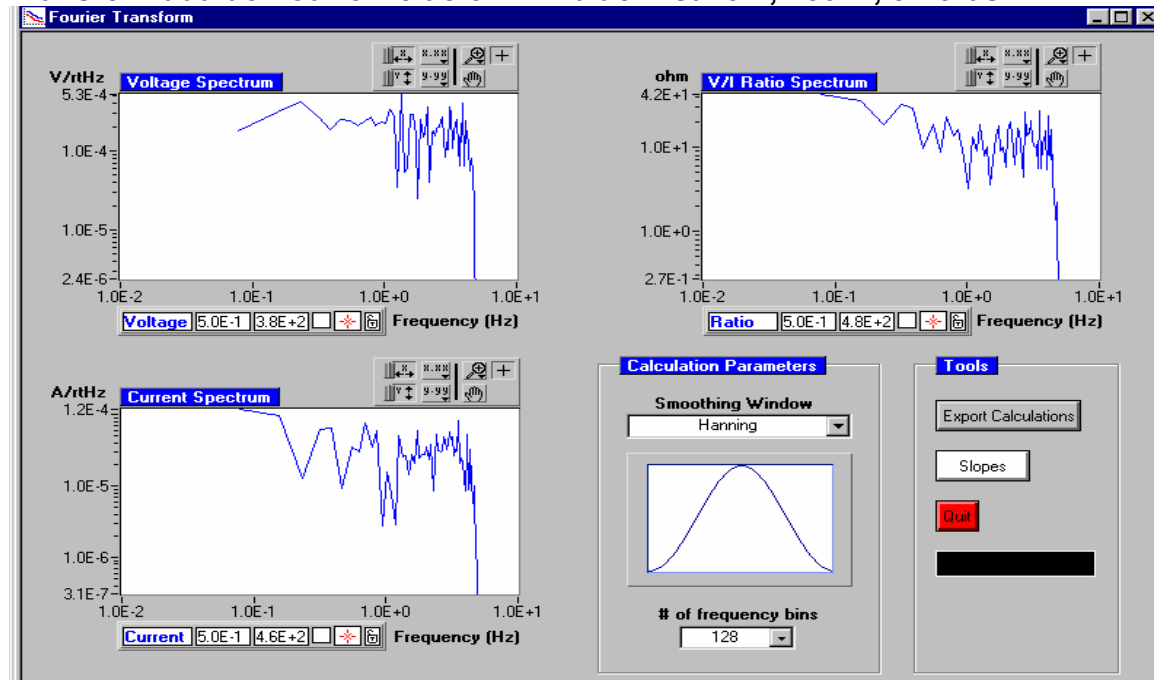 Fourier Transform
V/rtHz
Voltage Spectrum
5.3E-4
1.0E-4
1.0E-5
2.4E-6
1.0E-2 1.0E-1 1.0E+0 1.0E+1
Voltage 5.0E-1 3.8E+2 Frequency (Hz)
ohm
V/I Ratio Spectrum
4.2E+1
1.0E+1
1.0E+0
2.7E-1
1.0E-2 1.0E-1 1.0E+0 1.0E+1
Ratio 5.0E-1 4.8E+2 Frequency (Hz)
A/rtHz
Current Spectrum
1.2E-4
1.0E-5
1.0E-6
3.1E-7
1.0E-2 1.0E-1 1.0E+0 1.0E+1
Current 5.0E-1 4.6E+2 Frequency (Hz)
Calculation Parameters
Smoothing Window
Hanning
# of frequency bins
128
Tools
Export Calculations
Slopes
Quit